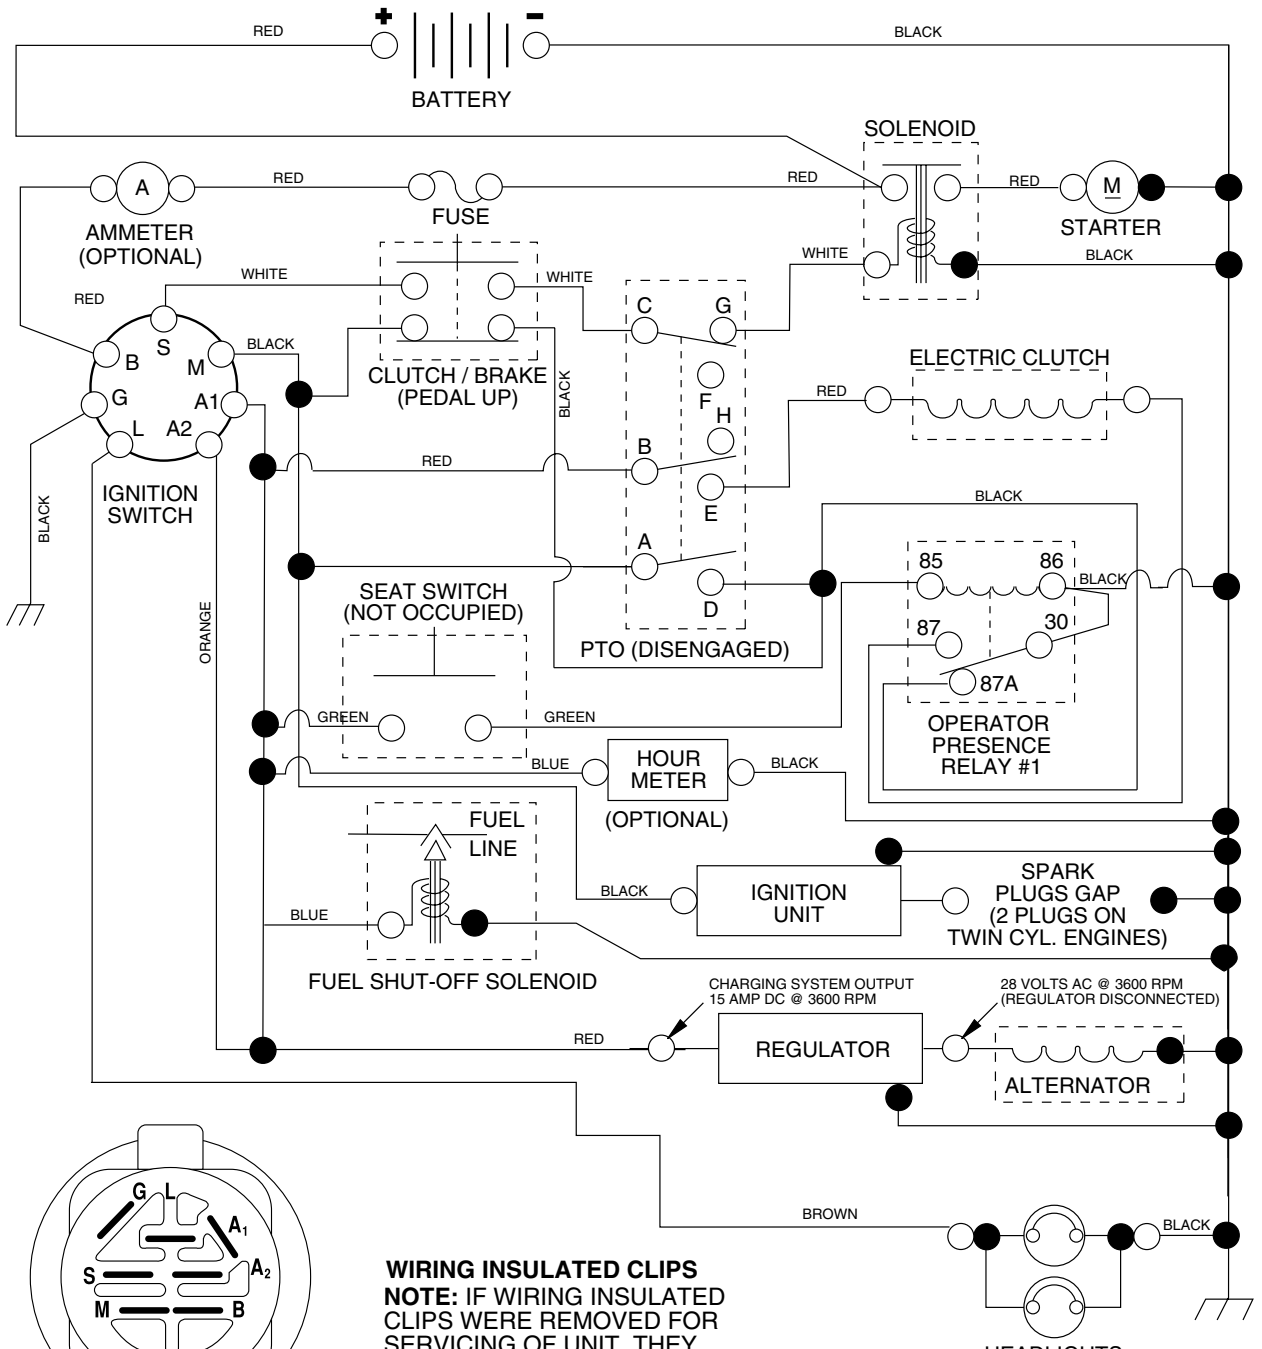 + -
RED
BLACK
BATTERY
SOLENOID
A
RED
RED
RED
M
AMMETER
(OPTIONAL)
FUSE
STARTER
WHITE
WHITE
WHITE
BLACK
RED
S
B
M
BLACK
C
G
ELECTRIC CLUTCH
CLUTCH / BRAKE
(PEDAL UP)
BLACK
G
A1
F
RED
L
A2
H
RED
B
IGNITION
SWITCH
E
BLACK
BLACK
A
85
86
BLACK
SEAT SWITCH
(NOT OCCUPIED)
D
ORANGE
87
30
PTO (DISENGAGED)
87A
GREEN
GREEN
OPERATOR
PRESENCE
RELAY #1
BLUE
HOUR
METER
BLACK
(OPTIONAL)
FUEL
LINE
BLACK
IGNITION
UNIT
SPARK
PLUGS GAP
(2 PLUGS ON
TWIN CYL. ENGINES)
BLUE
FUEL SHUT-OFF SOLENOID
CHARGING SYSTEM OUTPUT
15 AMP DC @ 3600 RPM
28 VOLTS AC @ 3600 RPM
(REGULATOR DISCONNECTED)
RED
REGULATOR
ALTERNATOR
G
L
A1
S
A2
M
B
BROWN
BLACK
WIRING INSULATED CLIPS
NOTE: IF WIRING INSULATED
CLIPS WERE REMOVED FOR
SERVICING OF UNIT, THEY
HEADLIGHTS